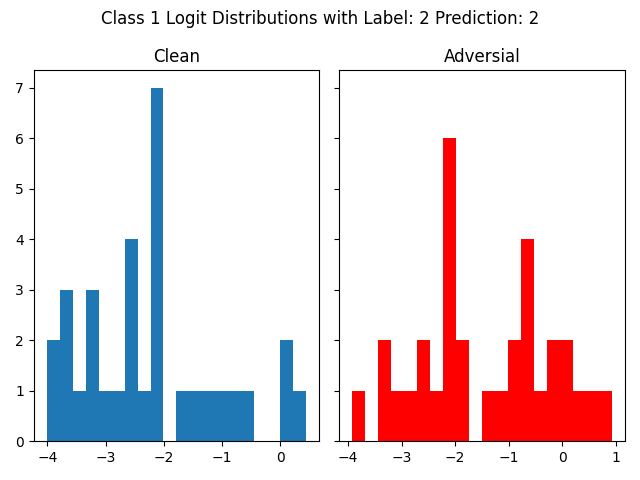 Class 1 Logit Distributions with Label: 2 Prediction: 2
Clean
Adversial
7
6
5
4
3
2
1
0
−4 −3 −2 −1 0
−4 −3 −2 −1 0 1